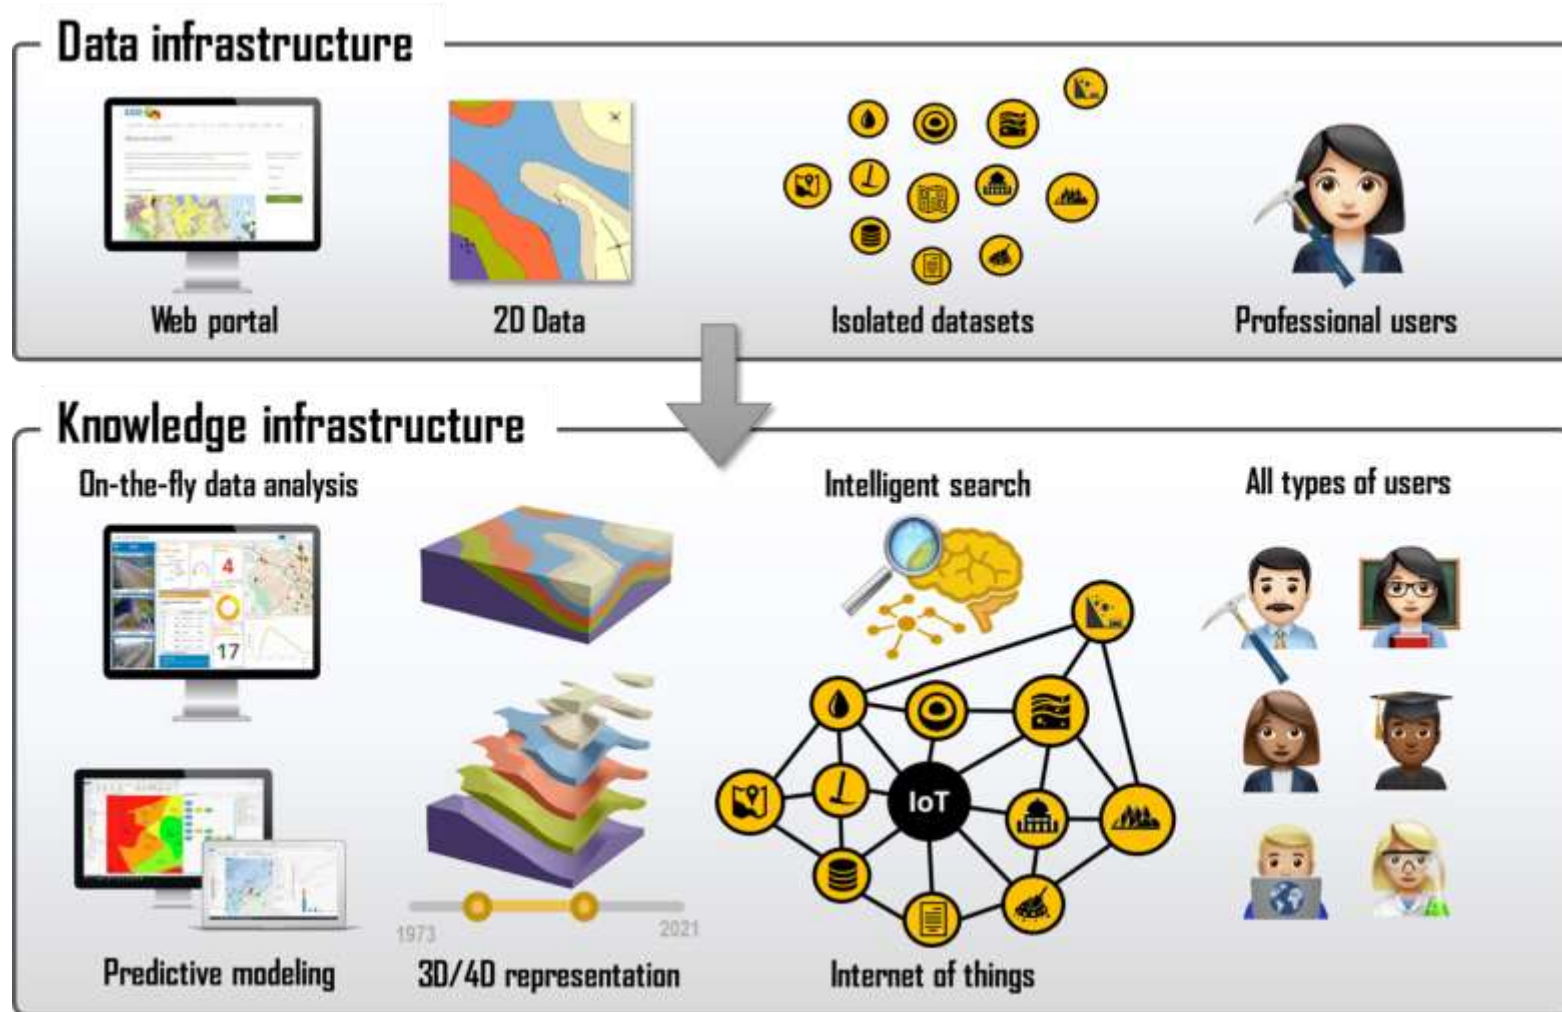 Data infrastructure
Web portal
2D Data
Isolated datasets
Professional users
Knowledge infrastructure
On-the-fly data analysis
Intelligent search
All types of users
4
17
IoT
1973
2021
Predictive modeling
3D/4D representation
Internet of things